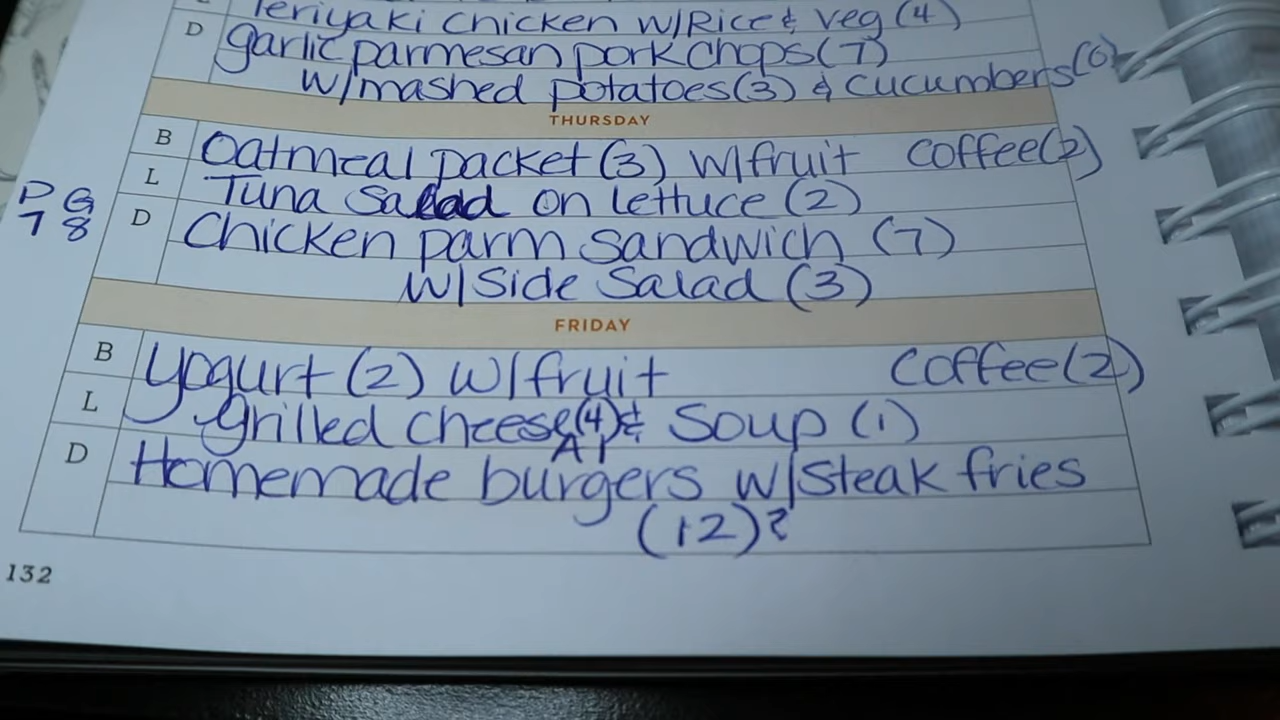 L Teriyaki chicken w/Rice & veg (4)
D garlic parmesan pork chops (7)
w/mashed potatoes (3) & cucumbers (0)
THURSDAY
B Oatmeal packet (3) w/fruit coffee (2)
L Tuna salad on lettuce (2)
P G
7 8
D Chicken parm sandwich (7)
w/side salad (3)
FRIDAY
B yogurt (2) w/fruit coffee (2)
L grilled cheese (4) & soup (1)
D Homemade burgers w/steak fries
(12)?
132